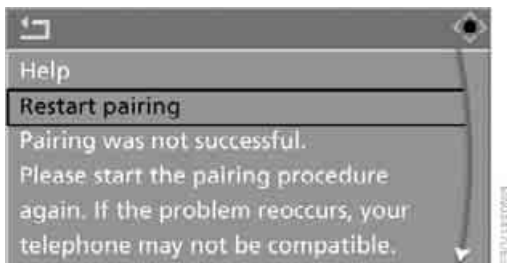 Help
Restart pairing
Pairing was not successful.
Please start the pairing procedure
again. If the problem reoccurs, your
telephone may not be compatible.